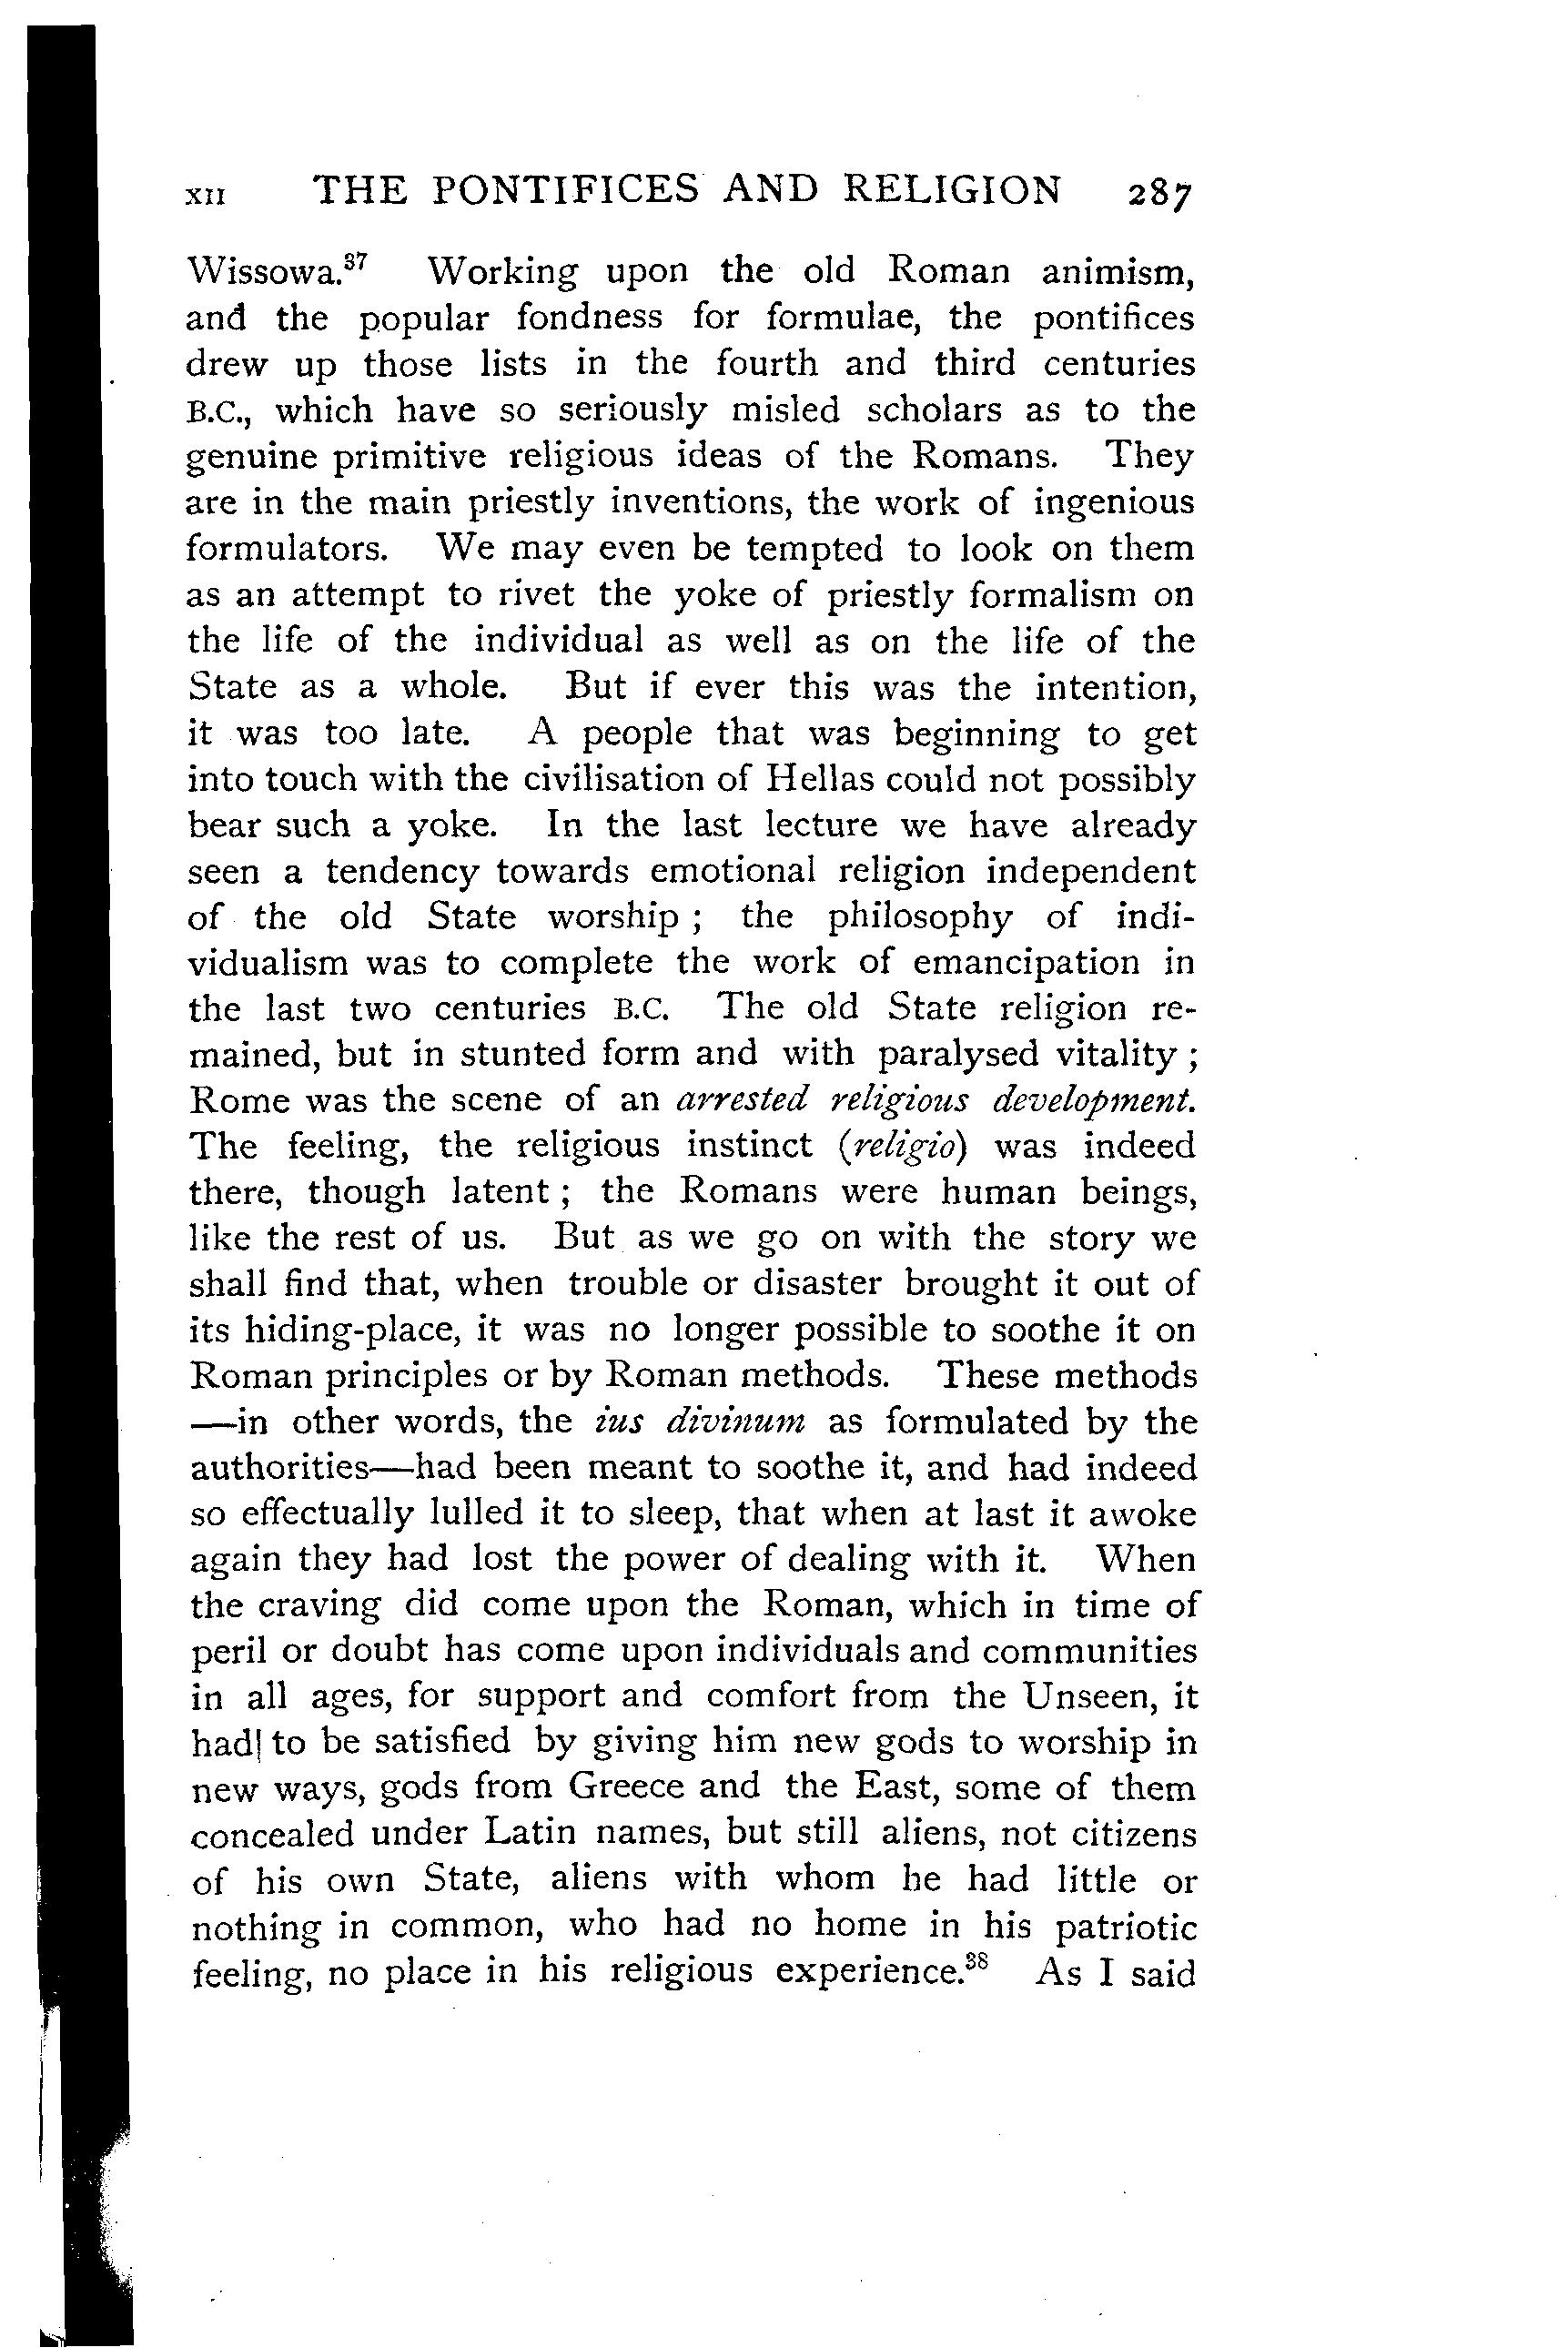 XII THE PONTIFICES AND RELIGION 287
Wissowa.³⁷ Working upon the old Roman animism,
and the popular fondness for formulae, the pontifices
drew up those lists in the fourth and third centuries
B.C., which have so seriously misled scholars as to the
genuine primitive religious ideas of the Romans. They
are in the main priestly inventions, the work of ingenious
formulators. We may even be tempted to look on them
as an attempt to rivet the yoke of priestly formalism on
the life of the individual as well as on the life of the
State as a whole. But if ever this was the intention,
it was too late. A people that was beginning to get
into touch with the civilisation of Hellas could not possibly
bear such a yoke. In the last lecture we have already
seen a tendency towards emotional religion independent
of the old State worship ; the philosophy of indi-
vidualism was to complete the work of emancipation in
the last two centuries B.C. The old State religion re-
mained, but in stunted form and with paralysed vitality ;
Rome was the scene of an arrested religious development.
The feeling, the religious instinct (religio) was indeed
there, though latent ; the Romans were human beings,
like the rest of us. But as we go on with the story we
shall find that, when trouble or disaster brought it out of
its hiding-place, it was no longer possible to soothe it on
Roman principles or by Roman methods. These methods
—in other words, the ius divinum as formulated by the
authorities—had been meant to soothe it, and had indeed
so effectually lulled it to sleep, that when at last it awoke
again they had lost the power of dealing with it. When
the craving did come upon the Roman, which in time of
peril or doubt has come upon individuals and communities
in all ages, for support and comfort from the Unseen, it
had to be satisfied by giving him new gods to worship in
new ways, gods from Greece and the East, some of them
concealed under Latin names, but still aliens, not citizens
of his own State, aliens with whom he had little or
nothing in common, who had no home in his patriotic
feeling, no place in his religious experience.³⁸ As I said